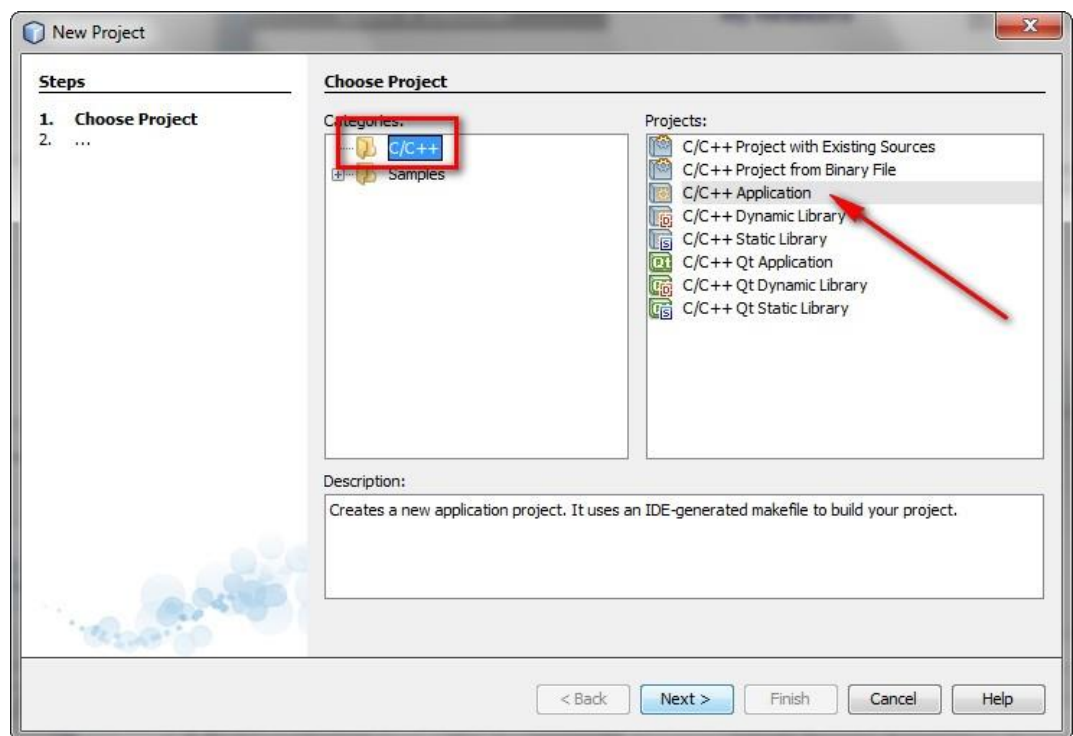 New Project
Steps
1. Choose Project
2. ...
Choose Project
Categories:
C/C++
Samples
Projects:
C/C++ Project with Existing Sources
C/C++ Project from Binary File
C/C++ Application
C/C++ Dynamic Library
C/C++ Static Library
C/C++ Qt Application
C/C++ Qt Dynamic Library
C/C++ Qt Static Library
Description:
Creates a new application project. It uses an IDE-generated makefile to build your project.
< Back
Next >
Finish
Cancel
Help